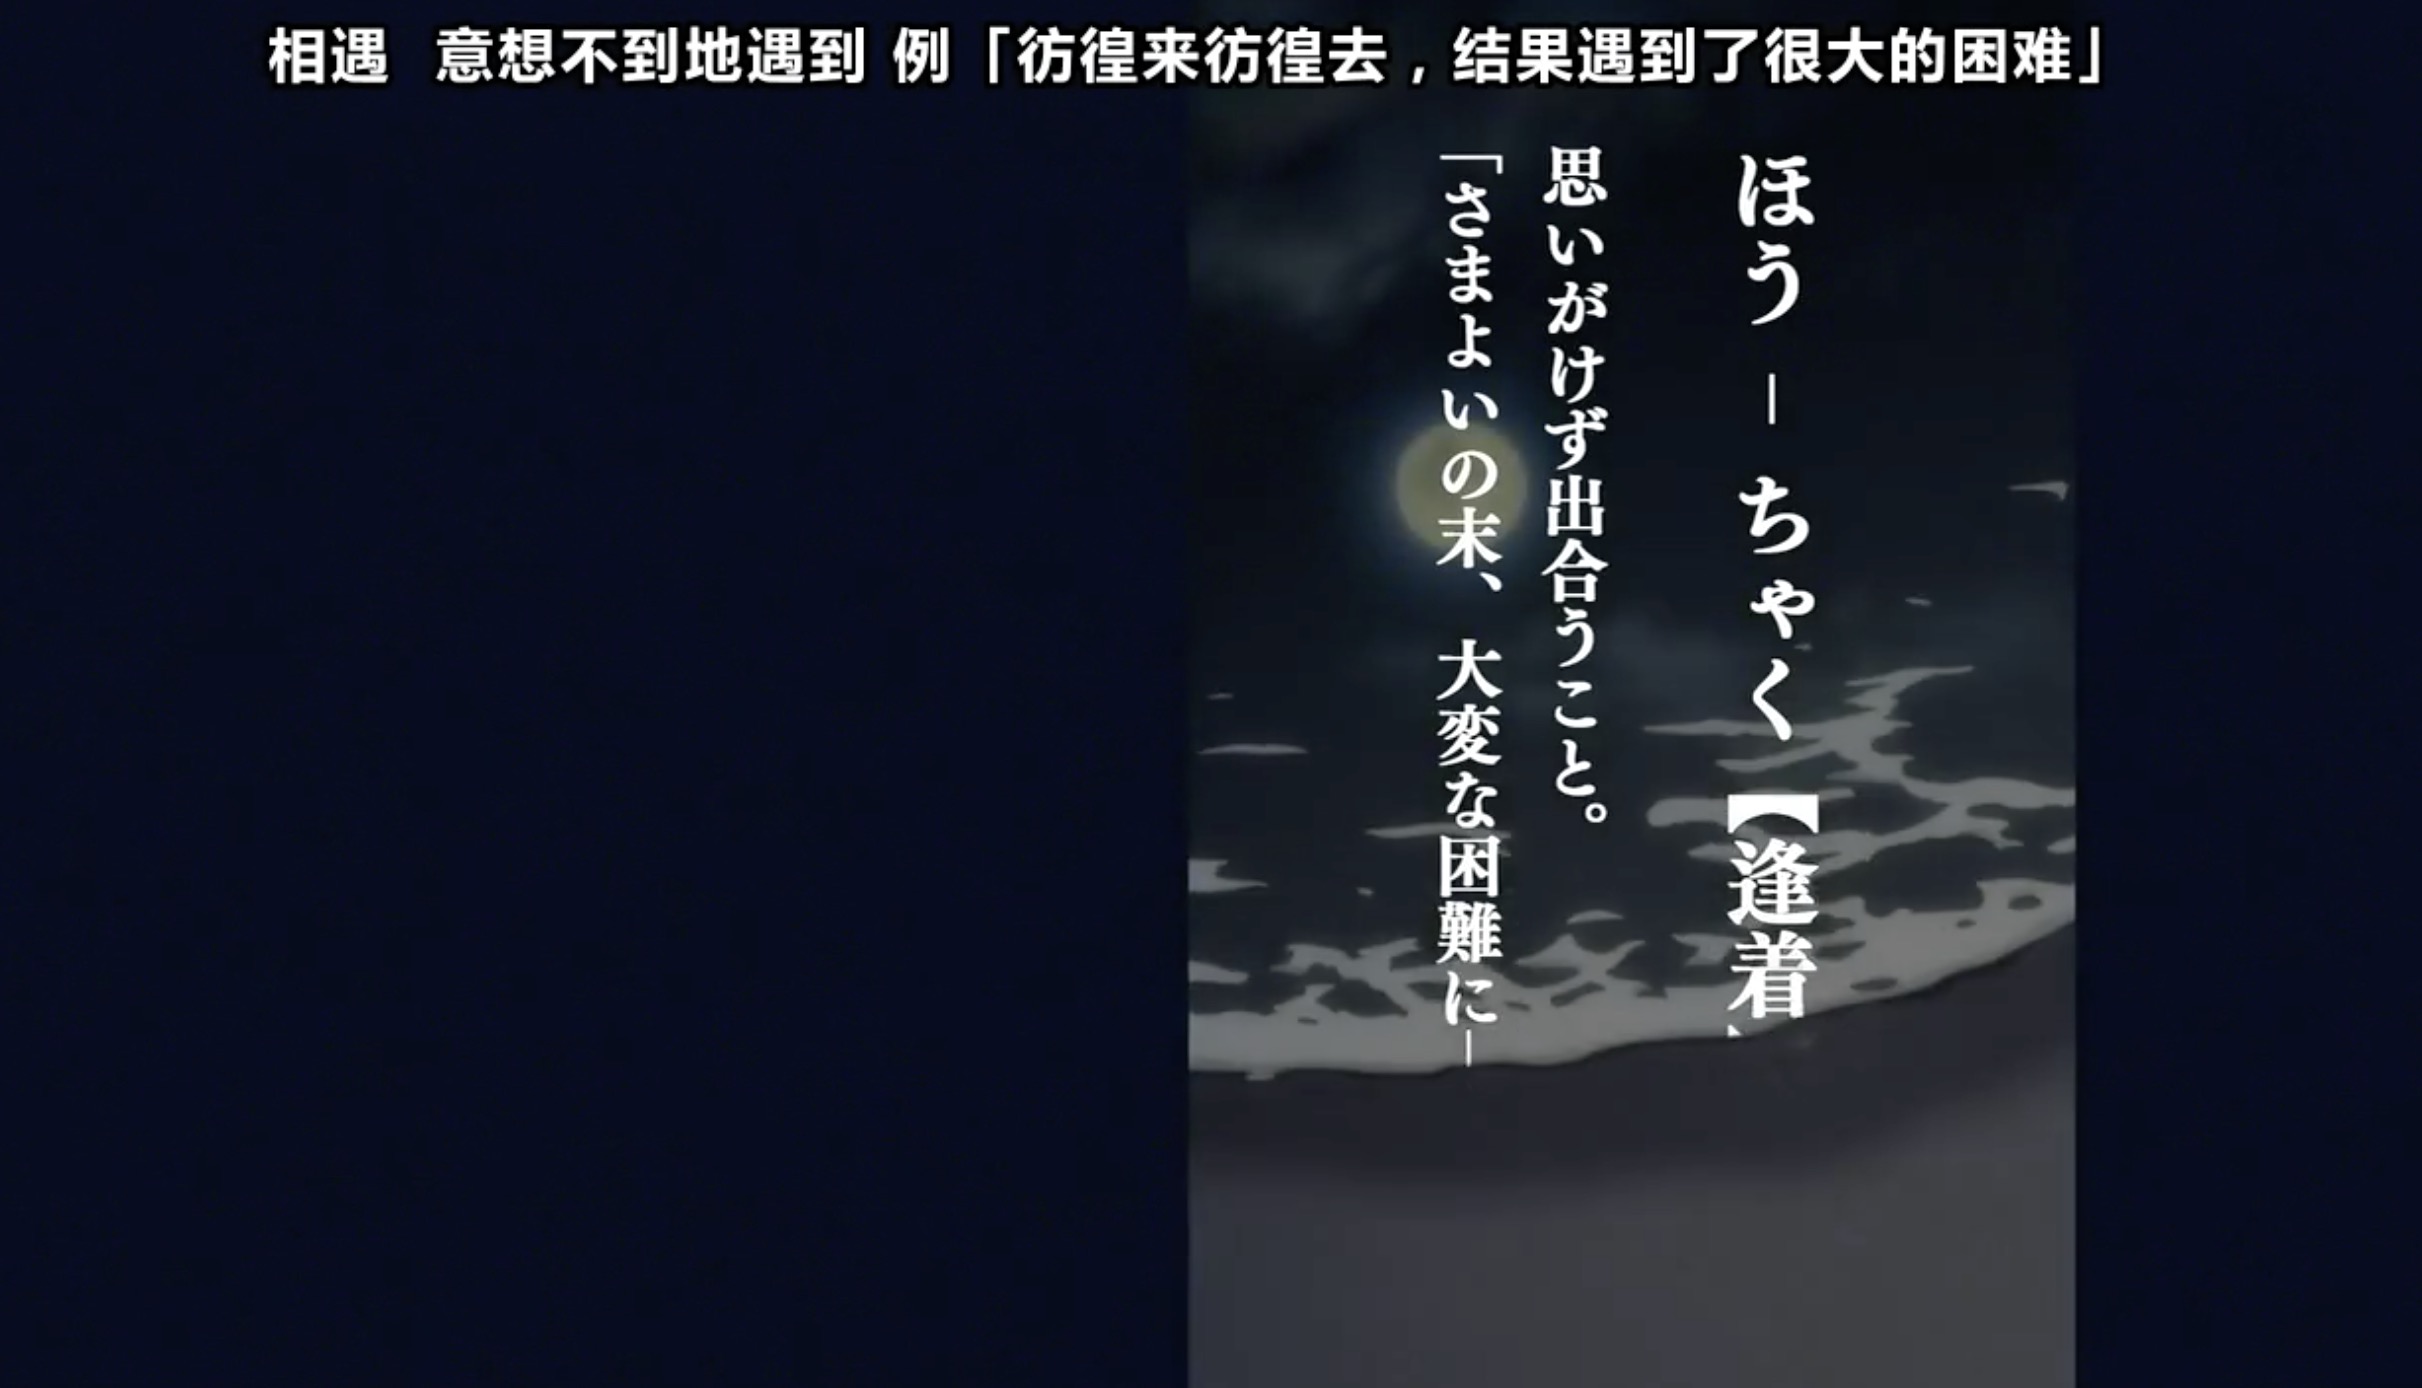 相遇 意想不到地遇到 例「彷徨来彷徨去，结果遇到了很大的困难」
ほう－ちゃく【逢着
思いがけず出合うこと。
「さまよいの末、大変な困難に－